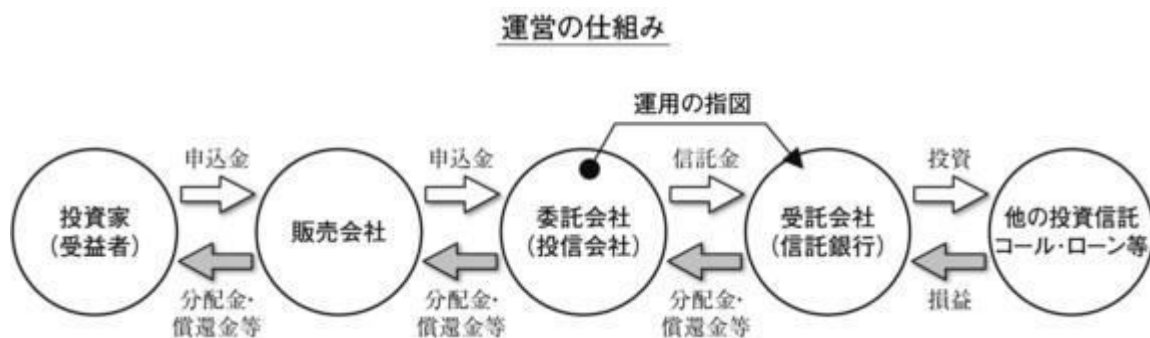 運営の仕組み
運用の指図
申込金
申込金
信託金
投資
投資家
(受益者)
販売会社
委託会社
(投信会社)
受託会社
(信託銀行)
他の投資信託
コール・ローン等
分配金・
償還金等
分配金・
償還金等
分配金・
償還金等
損益